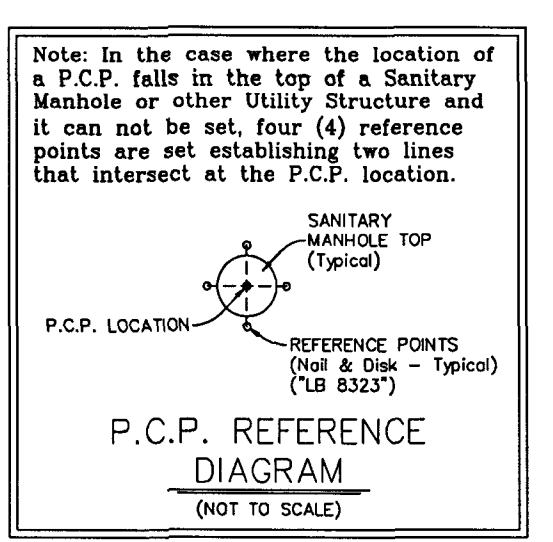 Note: In the case where the location of
a P.C.P. falls in the top of a Sanitary
Manhole or other Utility Structure and
it can not be set, four (4) reference
points are set establishing two lines
that intersect at the P.C.P. location.
SANITARY
MANHOLE TOP
(Typical)
P.C.P. LOCATION
REFERENCE POINTS
(Nail & Disk – Typical)
("LB 8323")
P.C.P. REFERENCE
DIAGRAM
(NOT TO SCALE)